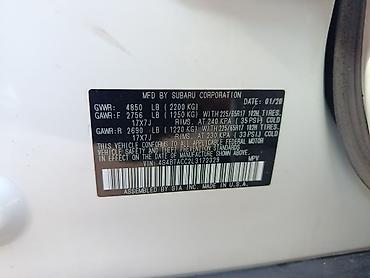 MFD BY SUBARU CORPORATION DATE: 01/20
GVWR: 4850 LB (2200 KG)
GAWR:F 2756 LB (1250 KG) WITH 225/65R17 102H, TIRES,
17X7J RIMS, AT 240 KPA (35 PSI) COLD
GAWR:R 2690 LB (1220 KG) WITH 225/65R17 102H TIRES,
17X7J RIMS, AT 230 KPA (33 PSI) COLD
THIS VEHICLE CONFORMS TO ALL APPLICABLE FEDERAL MOTOR
VEHICLE SAFETY, BUMPER, AND THEFT PREVENTION STANDARDS
IN EFFECT ON THE DATE OF MANUFACTURE SHOWN ABOVE.
VIN: 4S4BTACC2L3172329 MPV
ASSEMBLED BY SIA INC. MADE IN U.S.A.